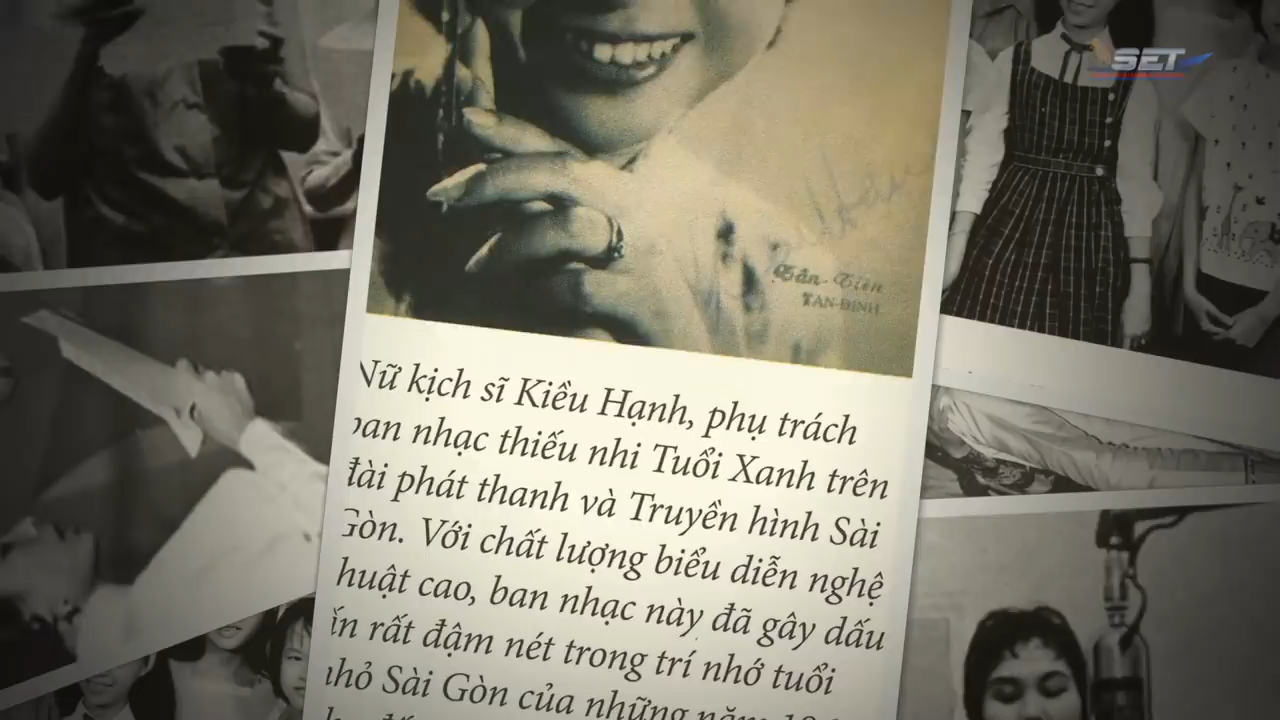 SET
Tân-Tiên
TAN-ĐỊNH
Nữ kịch sĩ Kiều Hạnh, phụ trách
ban nhạc thiếu nhi Tuổi Xanh trên
đài phát thanh và Truyền hình Sài
Gòn. Với chất lượng biểu diễn nghệ
thuật cao, ban nhạc này đã gây dấu
ấn rất đậm nét trong trí nhớ tuổi
nhỏ Sài Gòn của những năm